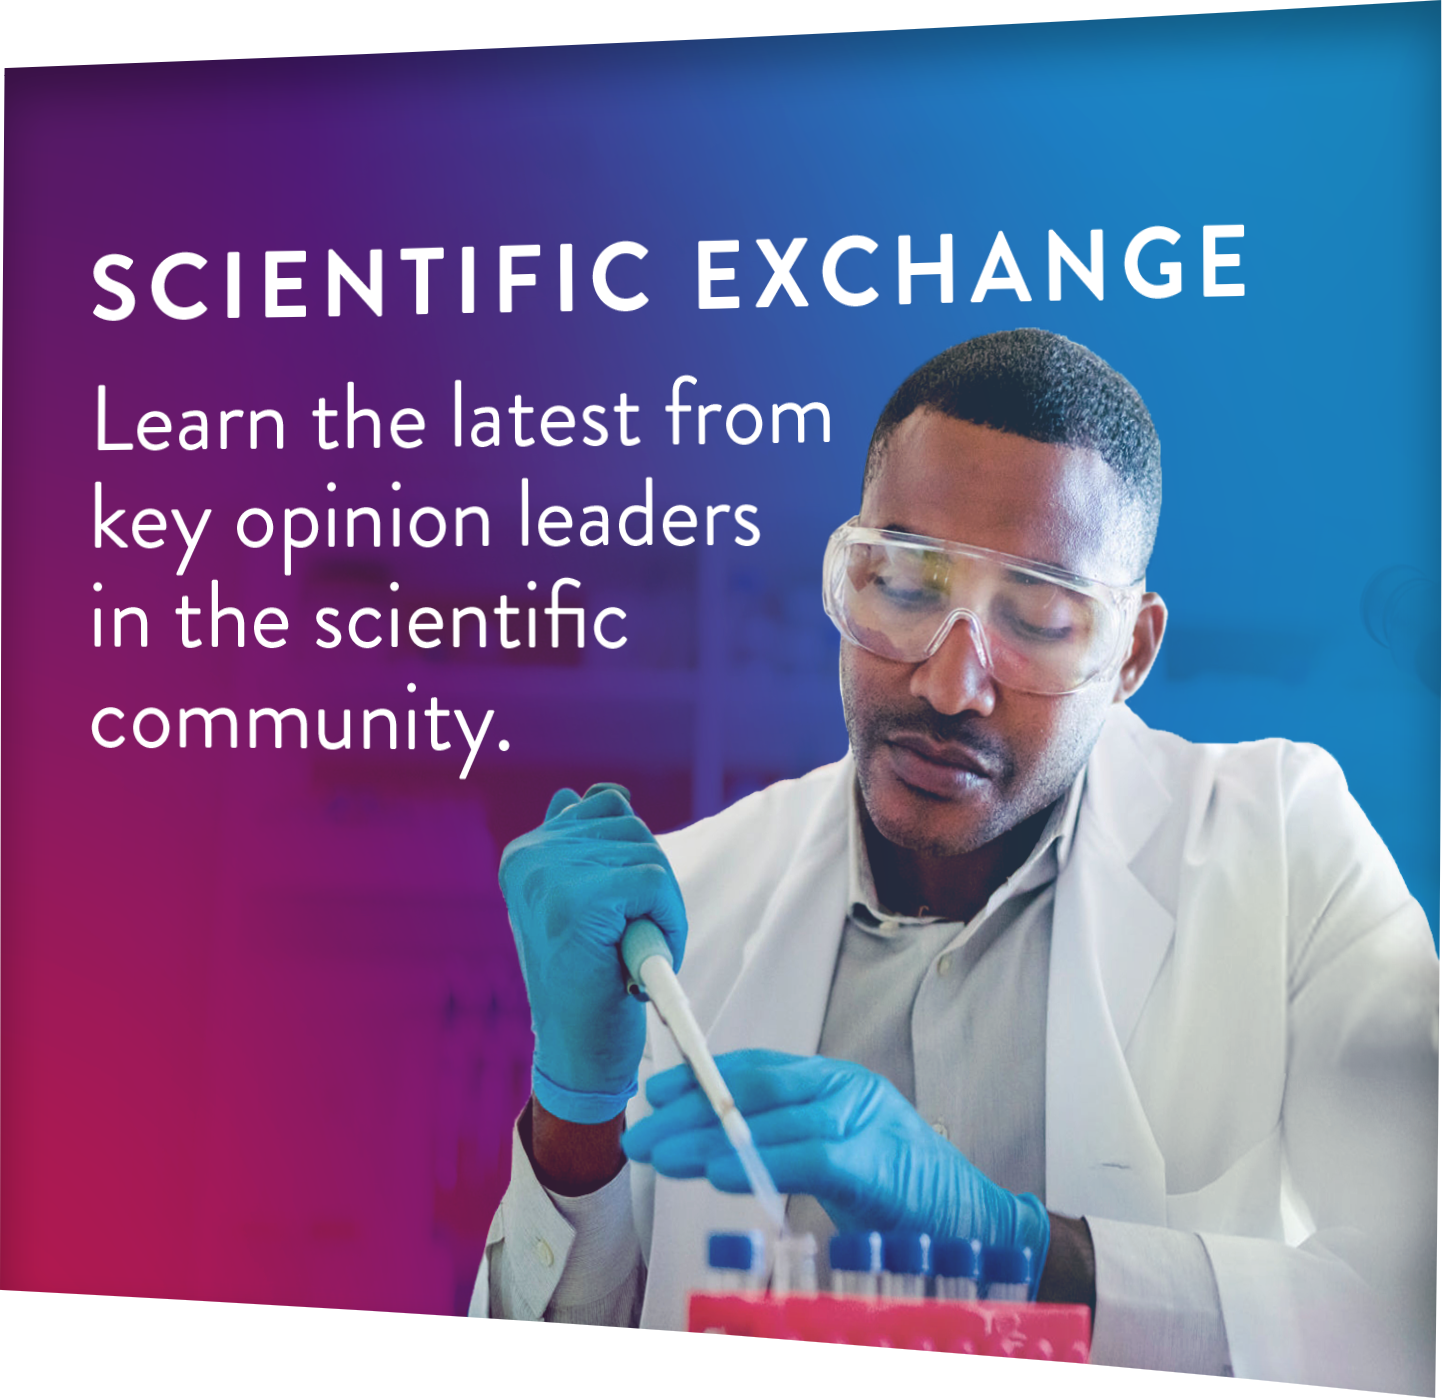 SCIENTIFIC EXCHANGE
Learn the latest from
key opinion leaders
in the scientific
community.